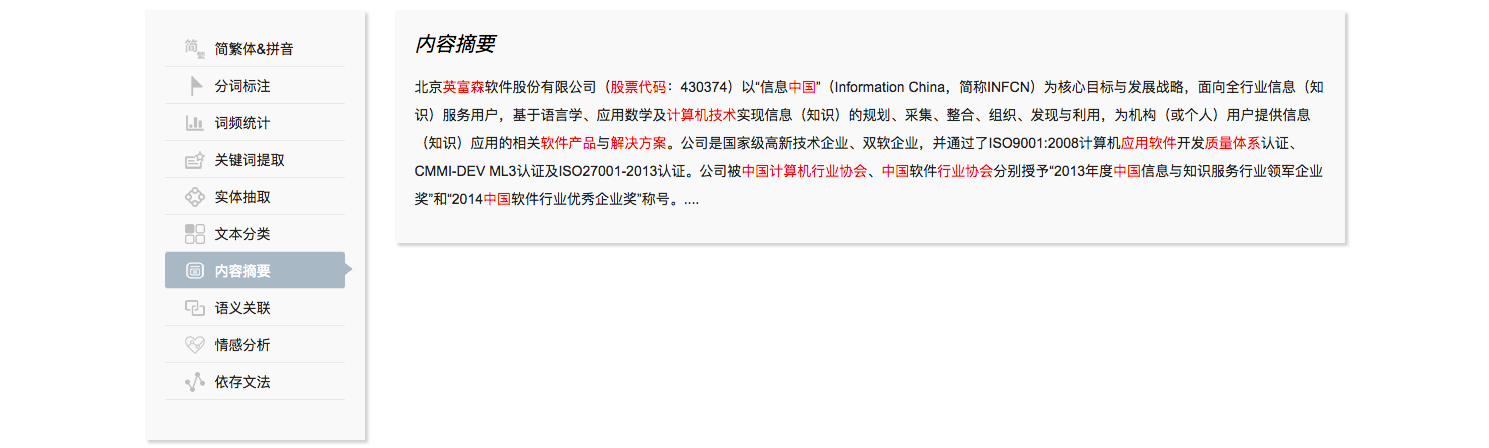 简繁体&拼音
分词标注
词频统计
关键词提取
实体抽取
文本分类
内容摘要
语义关联
情感分析
依存文法
内容摘要
北京英富森软件股份有限公司（股票代码：430374）以“信息中国”（Information China，简称INFCN）为核心目标与发展战略，面向全行业信息（知
识）服务用户，基于语言学、应用数学及计算机技术实现信息（知识）的规划、采集、整合、组织、发现与利用，为机构（或个人）用户提供信息
（知识）应用的相关软件产品与解决方案。公司是国家级高新技术企业、双软企业，并通过了ISO9001:2008计算机应用软件开发质量体系认证、
CMMI-DEV ML3认证及ISO27001-2013认证。公司被中国计算机行业协会、中国软件行业协会分别授予“2013年度中国信息与知识服务行业领军企业
奖”和“2014中国软件行业优秀企业奖”称号。....